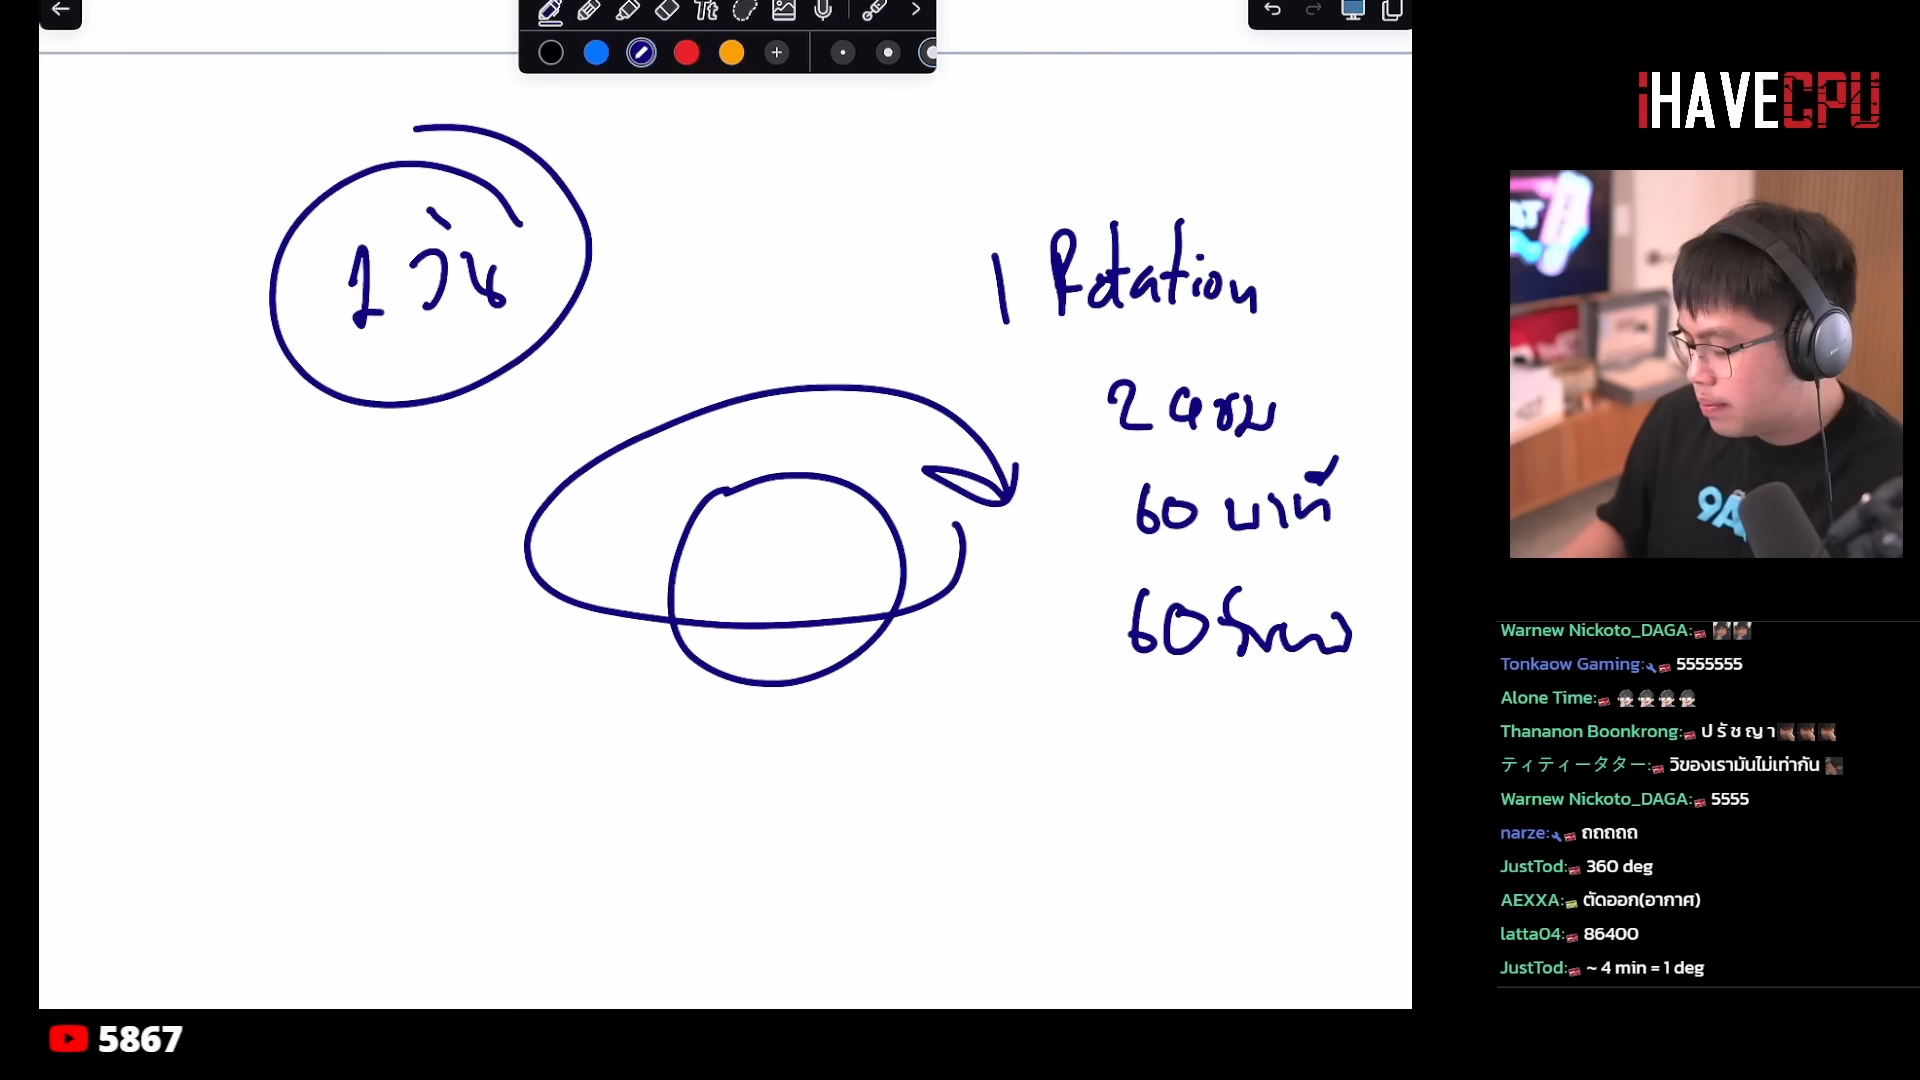 Tt
iHAVECPU
1 วัน
1 Rotation
24 ชม
60 นาที
60 วินาที
9A
Warnew Nickoto_DAGA:
Tonkaow Gaming: 5555555
Alone Time:
Thananon Boonkrong: ป รั ช ญ า
ティティータター: วิของเรามันไม่เท่ากัน
Warnew Nickoto_DAGA: 5555
narze: ถถถถถ
JustTod: 360 deg
AEXXA: ตัดออก(อากาศ)
latta04: 86400
JustTod: ~ 4 min = 1 deg
5867